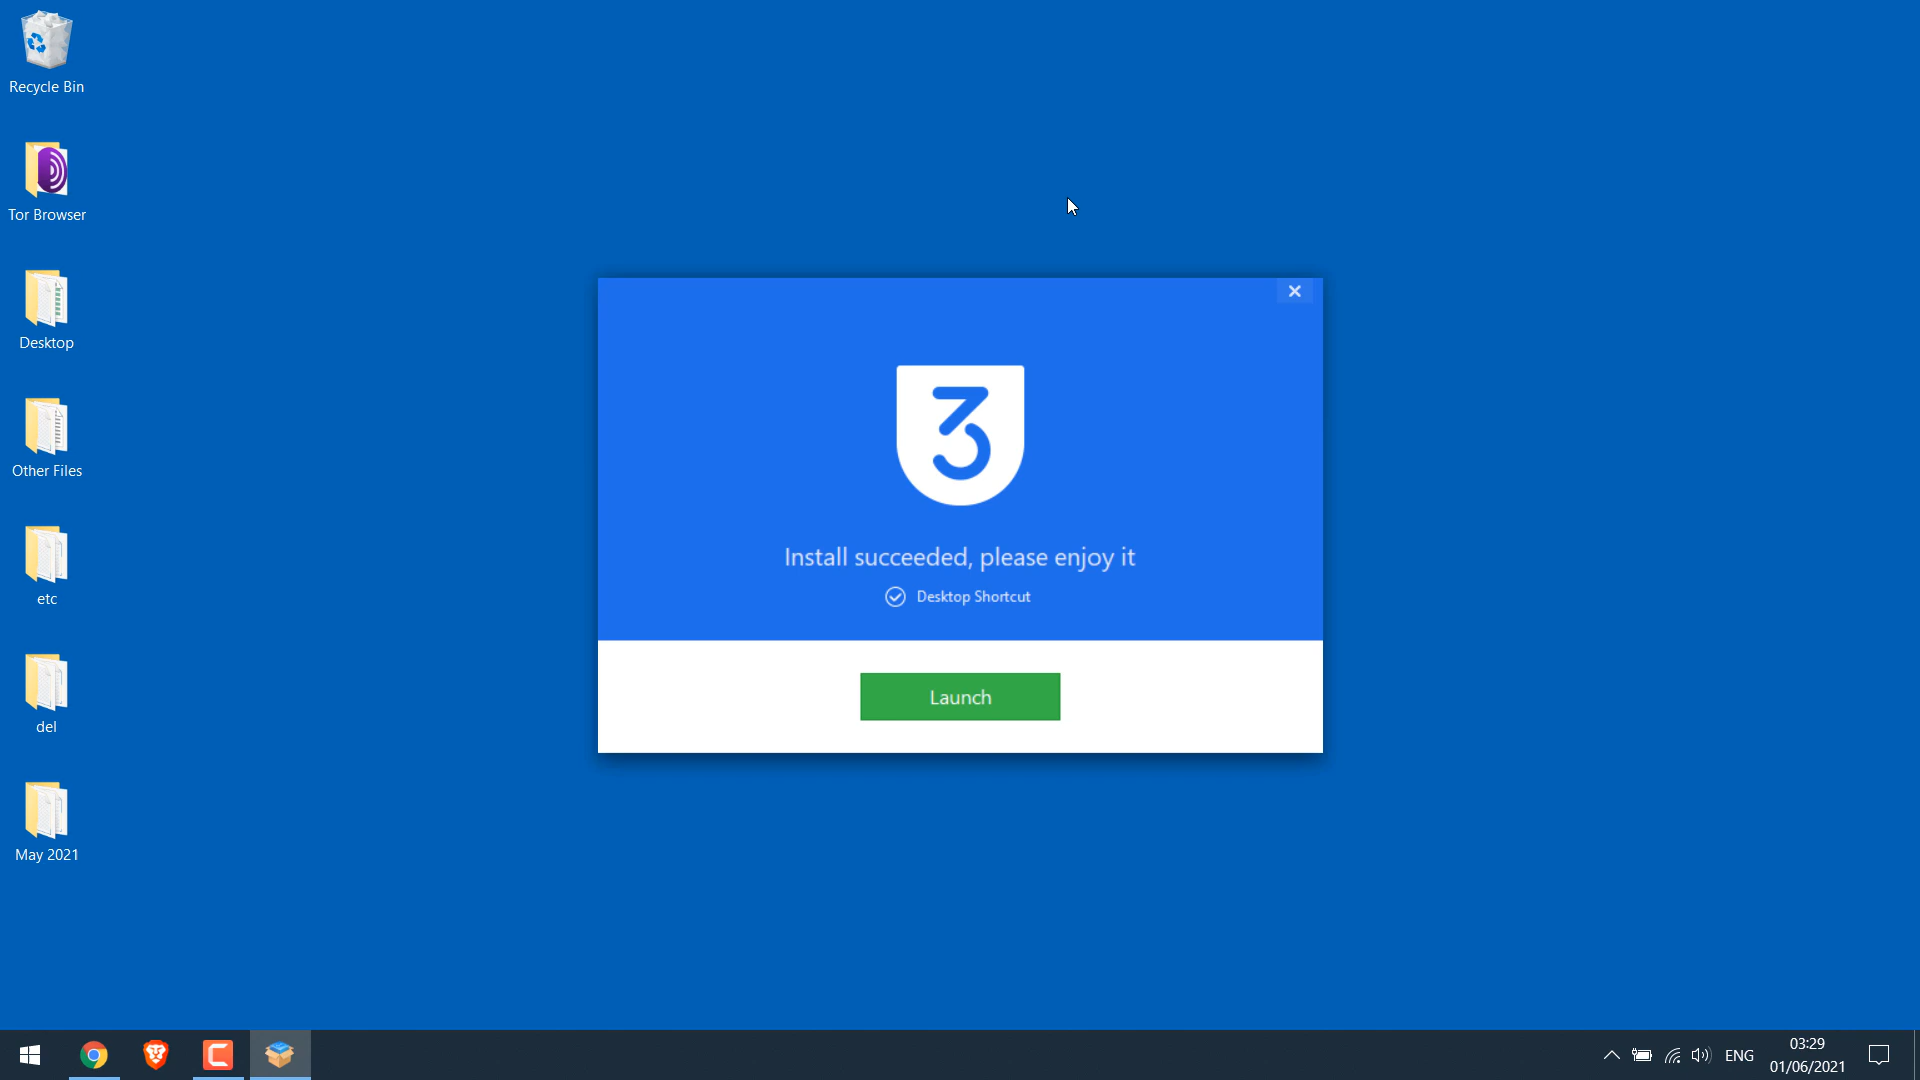 Recycle Bin
Tor Browser
Desktop
Other Files
etc
del
May 2021
3
Install succeeded, please enjoy it
Desktop Shortcut
Launch
ENG
03:29
01/06/2021